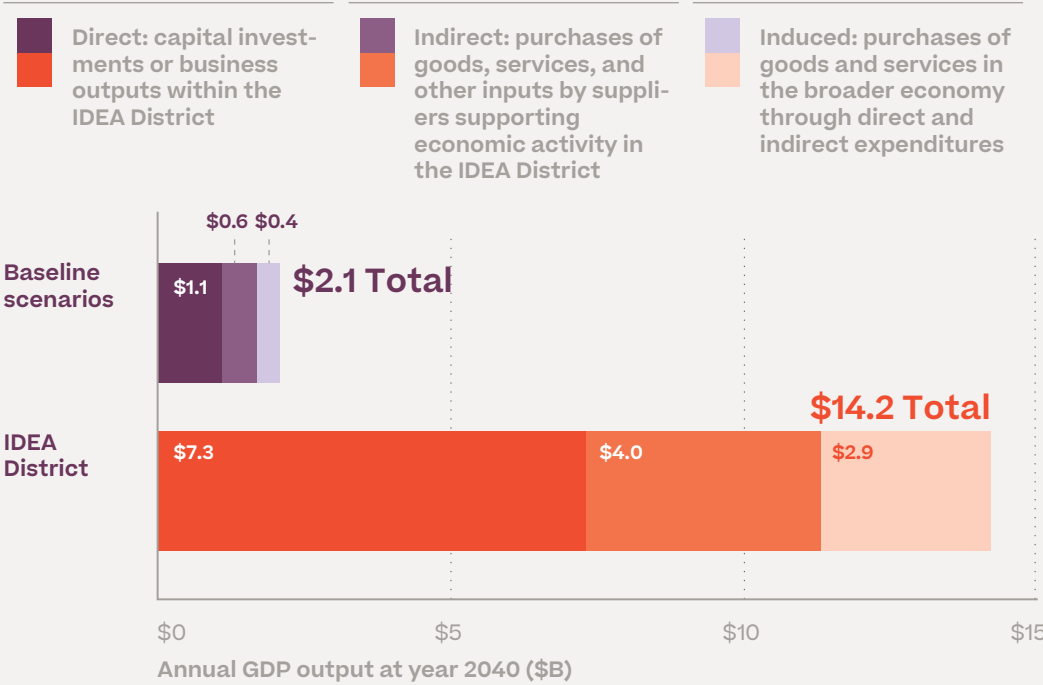 Direct: capital invest-
ments or business
outputs within the
IDEA District
Indirect: purchases of
goods, services, and
other inputs by suppli-
ers supporting
economic activity in
the IDEA District
Induced: purchases of
goods and services in
the broader economy
through direct and
indirect expenditures
$0.6 $0.4
Baseline
scenarios
$1.1
$2.1 Total
$14.2 Total
IDEA
District
$7.3
$4.0
$2.9
$0
$5
$10
$15
Annual GDP output at year 2040 ($B)